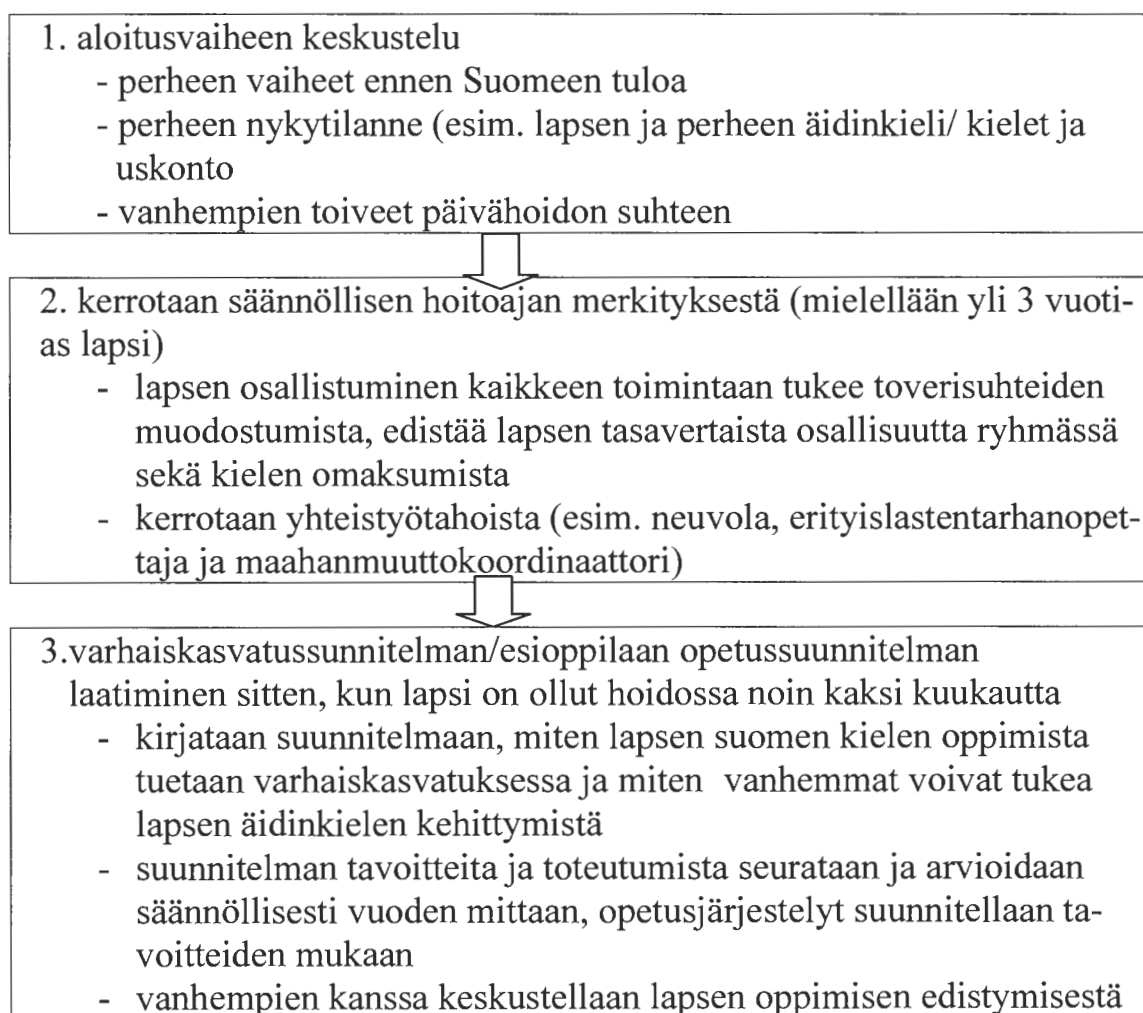 1. aloitusvaiheen keskustelu
- perheen vaiheet ennen Suomeen tuloa
- perheen nykytilanne (esim. lapsen ja perheen äidinkieli/ kielet ja
uskonto
- vanhempien toiveet päivähoidon suhteen
2. kerrotaan säännöllisen hoitoajan merkityksestä (mielellään yli 3 vuoti-
as lapsi)
- lapsen osallistuminen kaikkeen toimintaan tukee toverisuhteiden
muodostumista, edistää lapsen tasavertaista osallisuutta ryhmässä
sekä kielen omaksumista
- kerrotaan yhteistyötahoista (esim. neuvola, erityislastentarhanopet-
taja ja maahanmuuttokoordinaattori)
3.varhaiskasvatussunnitelman/esioppilaan opetussuunnitelman
laatiminen sitten, kun lapsi on ollut hoidossa noin kaksi kuukautta
- kirjataan suunnitelmaan, miten lapsen suomen kielen oppimista
tuetaan varhaiskasvatuksessa ja miten vanhemmat voivat tukea
lapsen äidinkielen kehittymistä
- suunnitelman tavoitteita ja toteutumista seurataan ja arvioidaan
säännöllisesti vuoden mittaan, opetusjärjestelyt suunnitellaan ta-
voitteiden mukaan
- vanhempien kanssa keskustellaan lapsen oppimisen edistymisestä